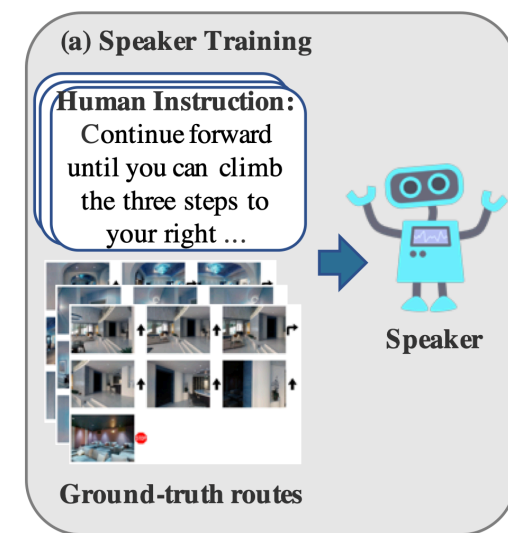 (a) Speaker Training
Human Instruction:
Continue forward
until you can climb
the three steps to
your right ...
Speaker
Ground-truth routes